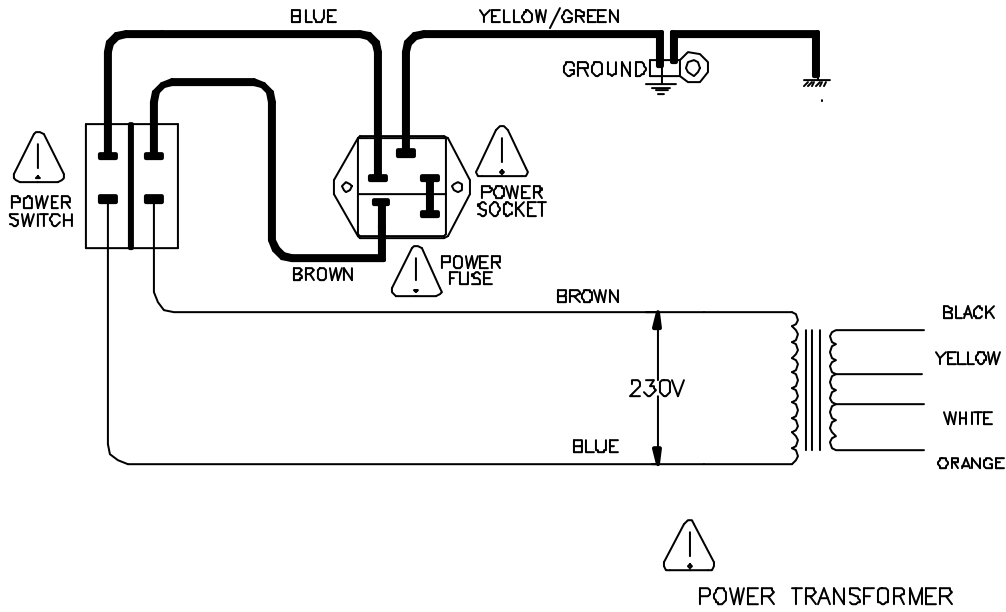 BLUE
YELLOW/GREEN
GROUND
POWER
SWITCH
POWER
SOCKET
POWER
FUSE
BROWN
BROWN
BLACK
YELLOW
230V
WHITE
BLUE
ORANGE
POWER TRANSFORMER